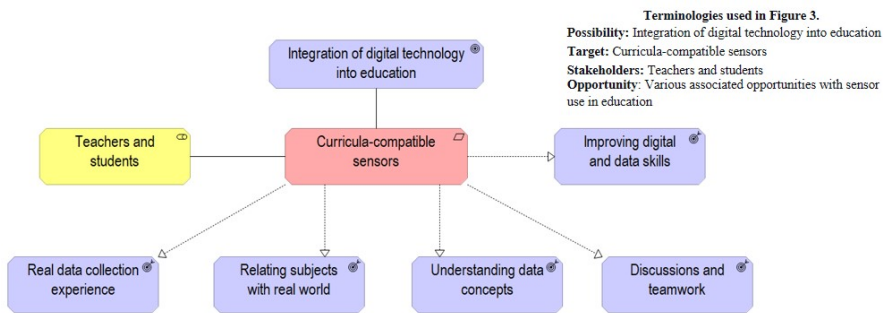 Terminologies used in Figure 3.
Possibility: Integration of digital technology into education
Target: Curricula-compatible sensors
Stakeholders: Teachers and students
Opportunity: Various associated opportunities with sensor
use in education
Integration of digital technology
into education
Teachers and
students
Curricula-compatible
sensors
Improving digital
and data skills
Real data collection
experience
Relating subjects
with real world
Understanding data
concepts
Discussions and
teamwork